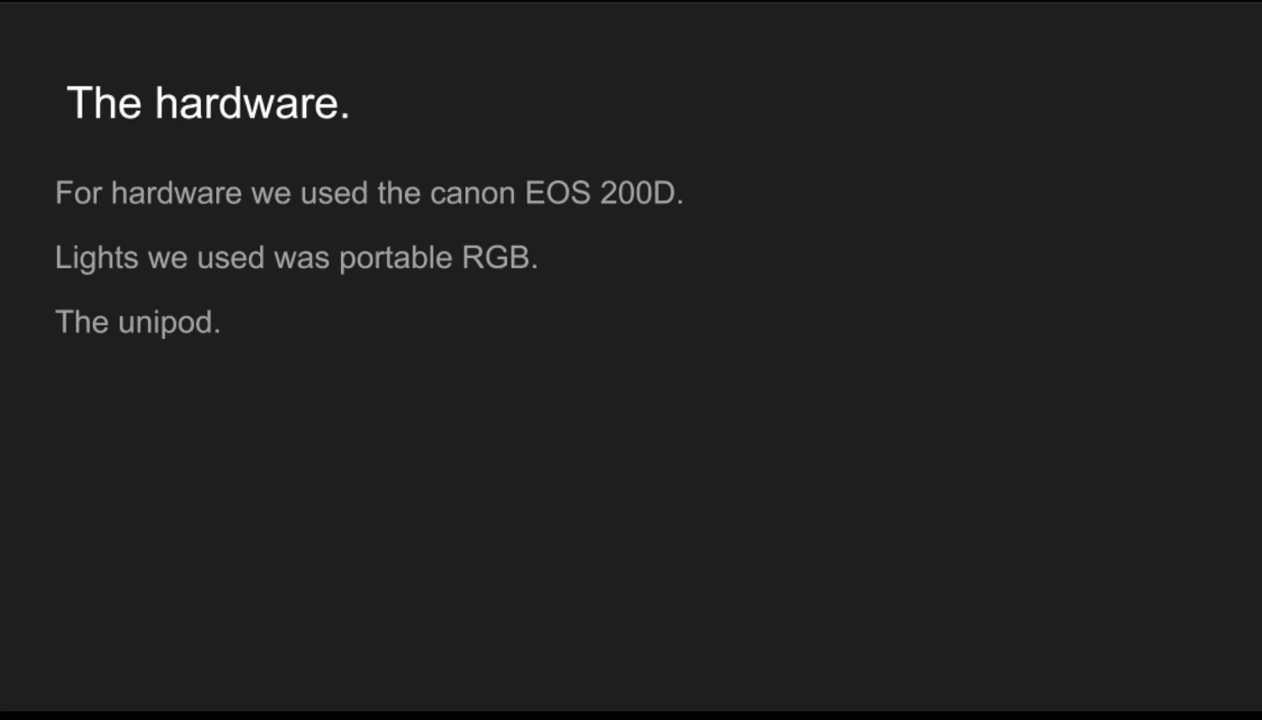 The hardware.
For hardware we used the canon EOS 200D.
Lights we used was portable RGB.
The unipod.